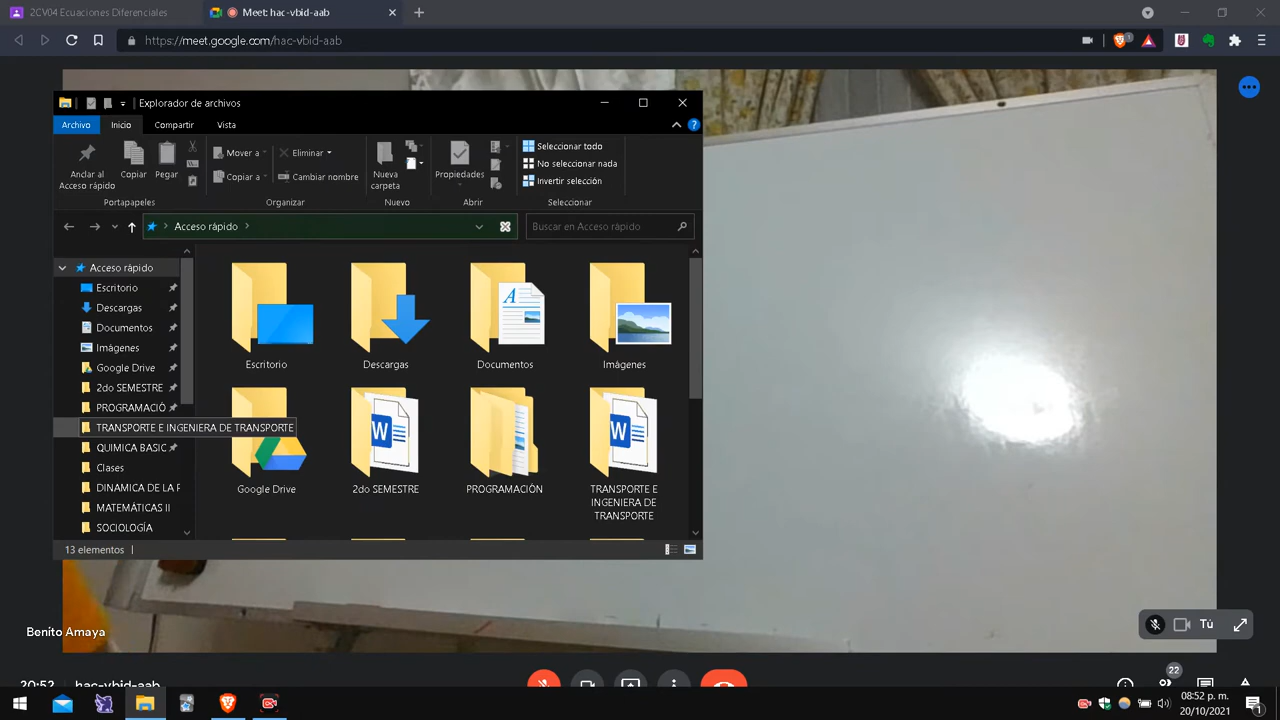 2CV04 Ecuaciones Diferenciales
Meet: hac-vbid-aab
https://meet.google.com/hac-vbid-aab
1
Explorador de archivos
Archivo
Inicio
Compartir
Vista
Anclar al
Acceso rápido
Copiar
Pegar
Mover a
Copiar a
Eliminar
Cambiar nombre
Nueva
carpeta
Propiedades
Seleccionar todo
No seleccionar nada
Invertir selección
Portapapeles
Organizar
Nuevo
Abrir
Seleccionar
Acceso rápido
Buscar en Acceso rápido
Acceso rápido
Escritorio
Descargas
Documentos
Imágenes
Google Drive
2do SEMESTRE
PROGRAMACIÓ
TRANSPORTE E INGENIERA DE TRANSPORTE
QUIMICA BASIC
Clases
DINAMICA DE LA P
MATEMÁTICAS II
SOCIOLOGÍA
Escritorio
Descargas
Documentos
Imágenes
Google Drive
2do SEMESTRE
PROGRAMACIÓN
TRANSPORTE E
INGENIERA DE
TRANSPORTE
13 elementos
Benito Amaya
Tú
20:52
hac-vbid-aab
22
08:52 p. m.
20/10/2021
1